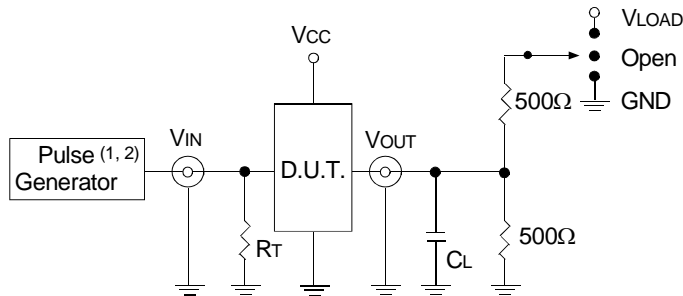 VLOAD
VCC
Open
500Ω
GND
VIN
VOUT
Pulse (1, 2)
Generator
D.U.T.
RT
CL
500Ω